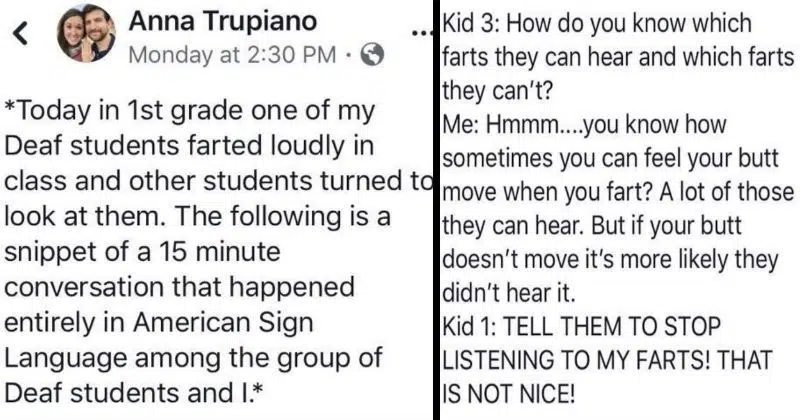 Anna Trupiano
Monday at 2:30 PM ·
*Today in 1st grade one of my
Deaf students farted loudly in
class and other students turned to
look at them. The following is a
snippet of a 15 minute
conversation that happened
entirely in American Sign
Language among the group of
Deaf students and I.*
Kid 3: How do you know which
farts they can hear and which farts
they can’t?
Me: Hmmm....you know how
sometimes you can feel your butt
move when you fart? A lot of those
they can hear. But if your butt
doesn’t move it’s more likely they
didn’t hear it.
Kid 1: TELL THEM TO STOP
LISTENING TO MY FARTS! THAT
IS NOT NICE!